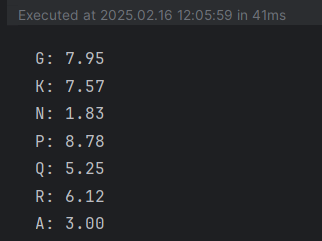 Executed at 2025.02.16 12:05:59 in 41ms
G: 7.95
K: 7.57
N: 1.83
P: 8.78
Q: 5.25
R: 6.12
A: 3.00